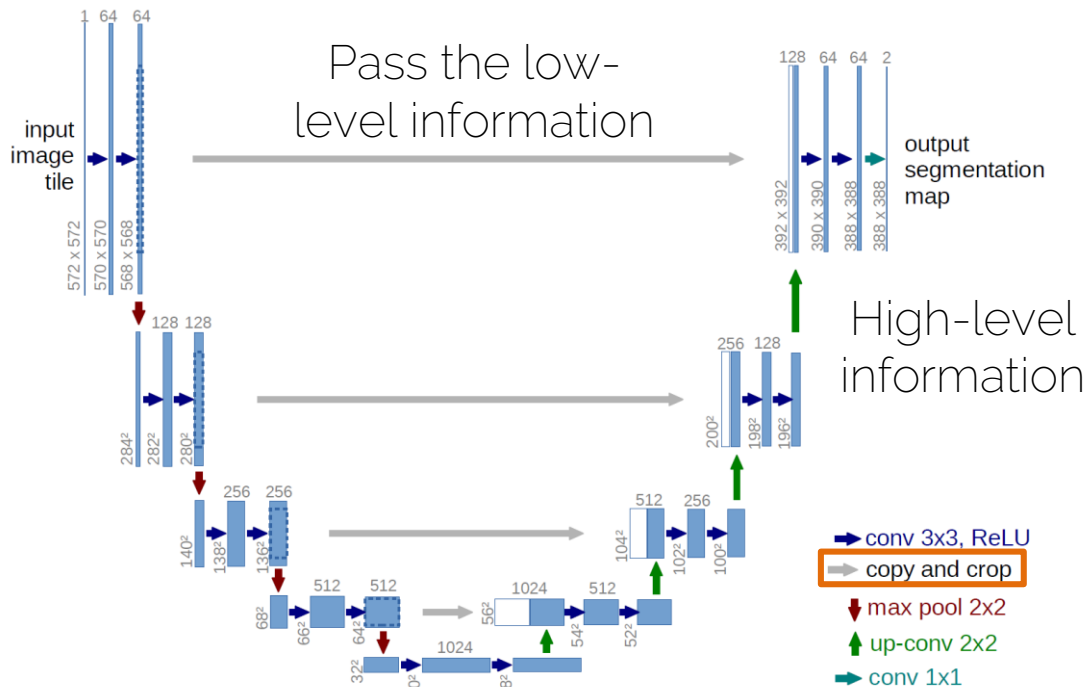 1 64 64
Pass the low-
level information
128 64 64 2
input
image
tile
output
segmentation
map
572 x 572
570 x 570
568 x 568
392 x 392
390 x 390
388 x 388
388 x 388
128 128
256 128
High-level
information
284²
282²
280²
200²
198²
196²
256 256
512 256
140²
138²
136²
104²
102²
100²
conv 3x3, ReLU
copy and crop
max pool 2x2
up-conv 2x2
conv 1x1
512 512
1024 512
68²
66²
64²
56²
54²
52²
1024
32²